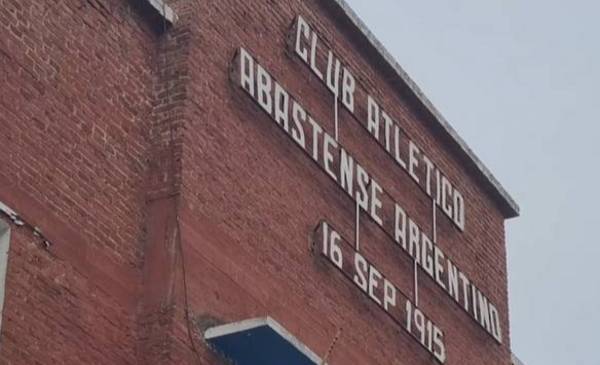 CLUB ATLETICO
ABASTENSE ARGENTINO
16 SEP 1915